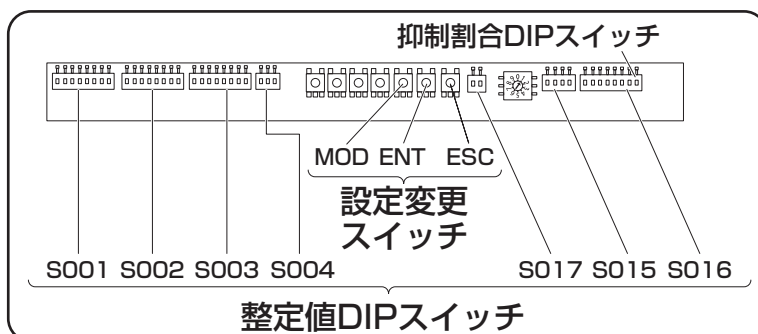 抑制割合DIPスイッチ
MOD ENT ESC
設定変更
スイッチ
S001 S002 S003 S004 S017 S015 S016
整定値DIPスイッチ